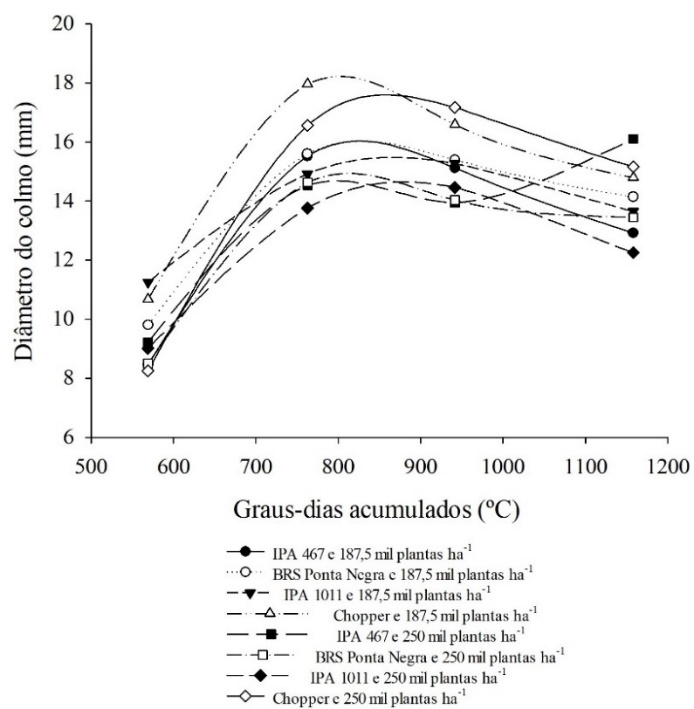 20
18
16
14
12
10
8
6
Diâmetro do colmo (mm)
500 600 700 800 900 1000 1100 1200
Graus-dias acumulados (ºC)
IPA 467 e 187,5 mil plantas ha⁻¹
BRS Ponta Negra e 187,5 mil plantas ha⁻¹
IPA 1011 e 187,5 mil plantas ha⁻¹
Chopper e 187,5 mil plantas ha⁻¹
IPA 467 e 250 mil plantas ha⁻¹
BRS Ponta Negra e 250 mil plantas ha⁻¹
IPA 1011 e 250 mil plantas ha⁻¹
Chopper e 250 mil plantas ha⁻¹